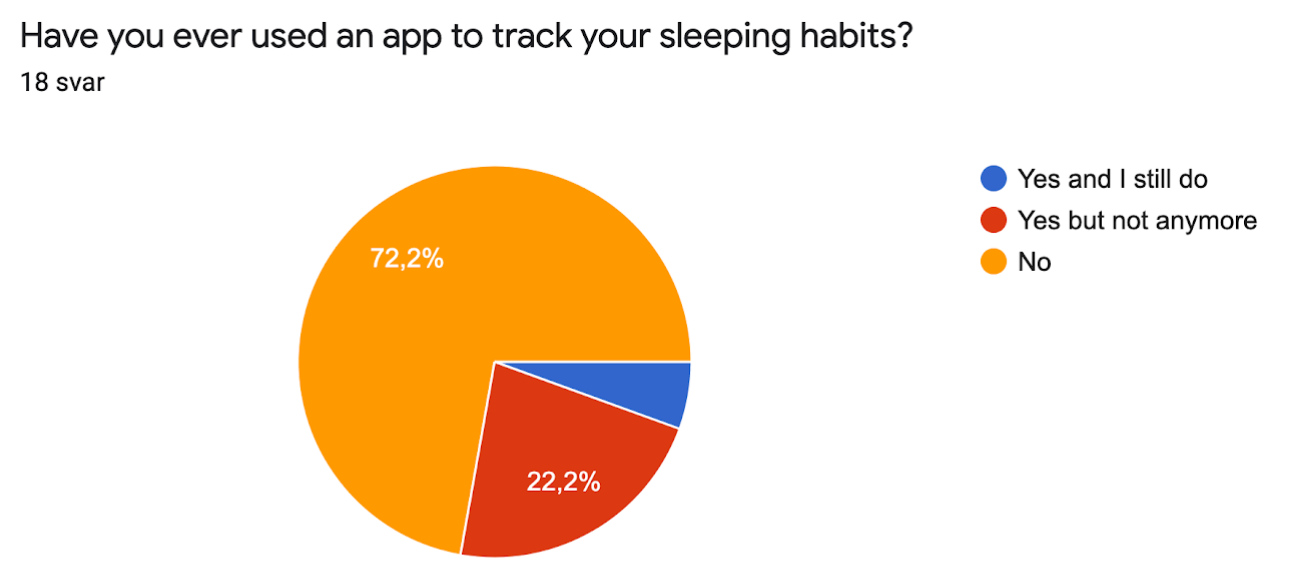 Have you ever used an app to track your sleeping habits?
18 svar
Yes and I still do
Yes but not anymore
No
72,2%
22,2%